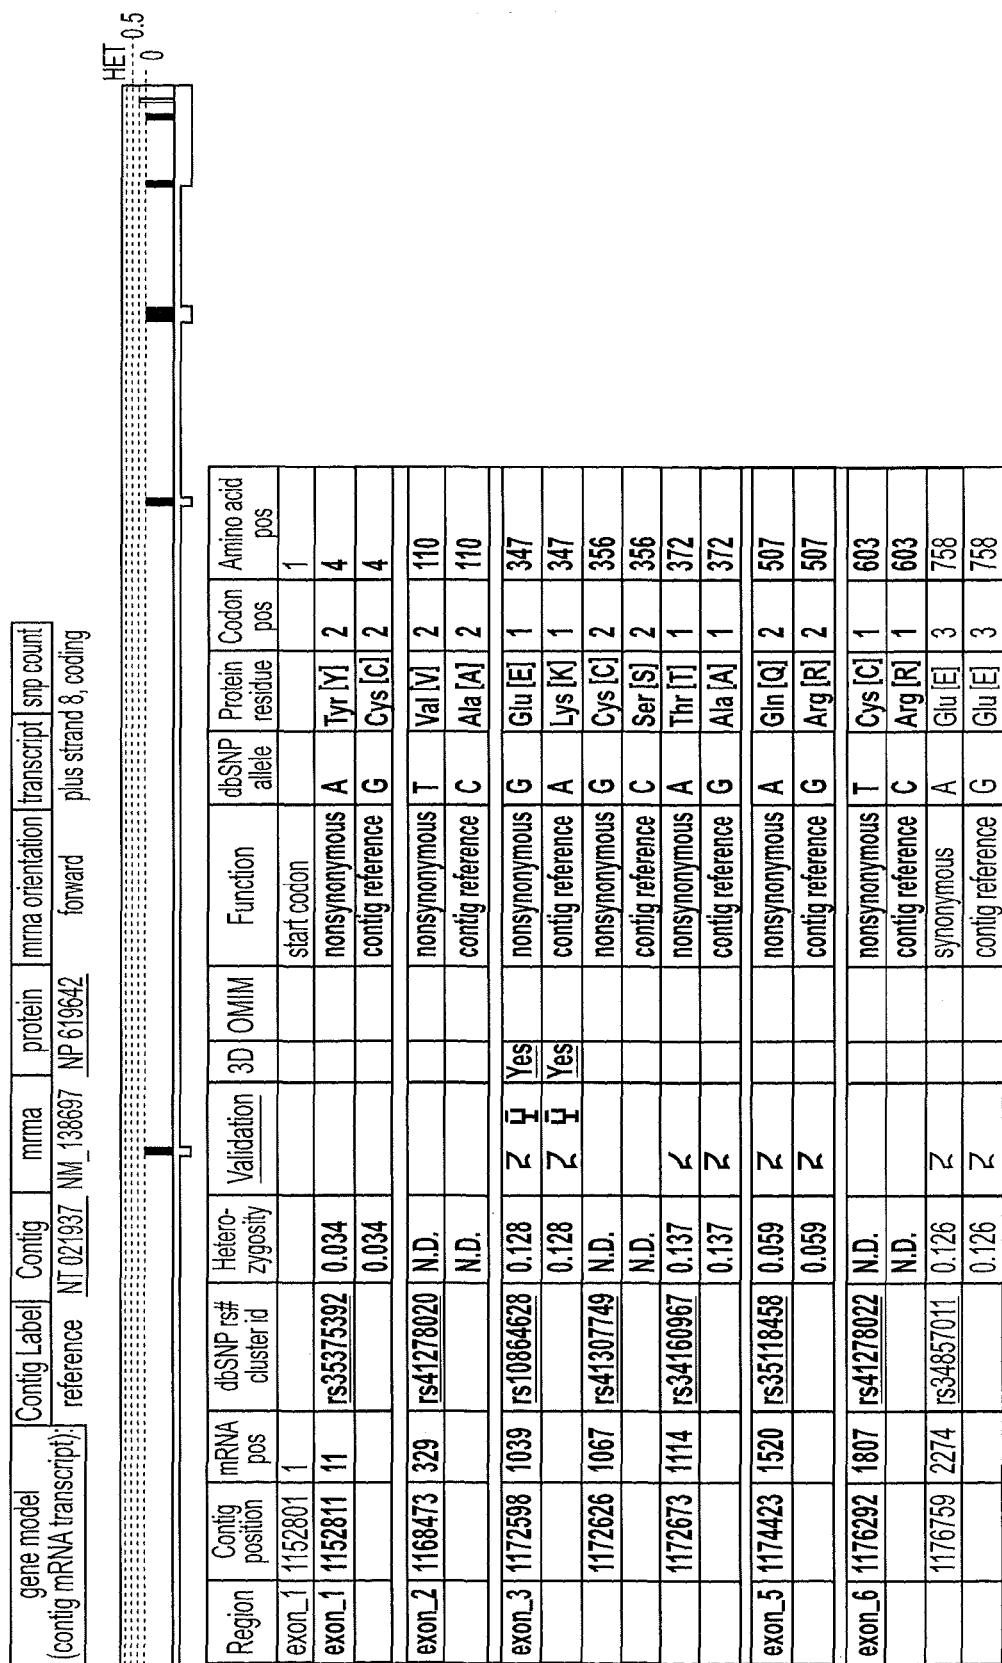 gene model (contig mRNA transcript): Contig Label Contig mrma protein mrna orientation transcript snp count
reference NT 021937 NM_138697 NP 619642 fonward plus strand 8, coding
HET
0.5
0
Region Contig position mRNA pos dbSNP rs# cluster id Hetero-zygosity Validation 3D OMIM Function dbSNP allele Protein residue Codon pos Amino acid pos
exon_1 1152801 1 start codon 1
exon_1 1152811 11 rs35375392 0.034 nonsynonymous A Tyr [Y] 2 4
0.034 contig reference G Cys [C] 2 4
exon_2 1168473 329 rs41278020 N.D. nonsynonymous T Val [V] 2 110
N.D. contig reference C Ala [A] 2 110
exon_3 1172598 1039 rs10864628 0.128 Yes nonsynonymous G Glu [E] 1 347
0.128 Yes contig reference A Lys [K] 1 347
1172626 1067 rs41307749 N.D. nonsynonymous G Cys [C] 2 356
N.D. contig reference C Ser [S] 2 356
1172673 1114 rs34160967 0.137 nonsynonymous A Thr [T] 1 372
0.137 contig reference G Ala [A] 1 372
exon_5 1174423 1520 rs35118458 0.059 nonsynonymous A Gln [Q] 2 507
0.059 contig reference G Arg [R] 2 507
exon_6 1176292 1807 rs41278022 N.D. nonsynonymous T Cys [C] 1 603
N.D. contig reference C Arg [R] 1 603
1176759 2274 rs34857011 0.126 synonymous A Glu [E] 3 758
0.126 contig reference G Glu [E] 3 758